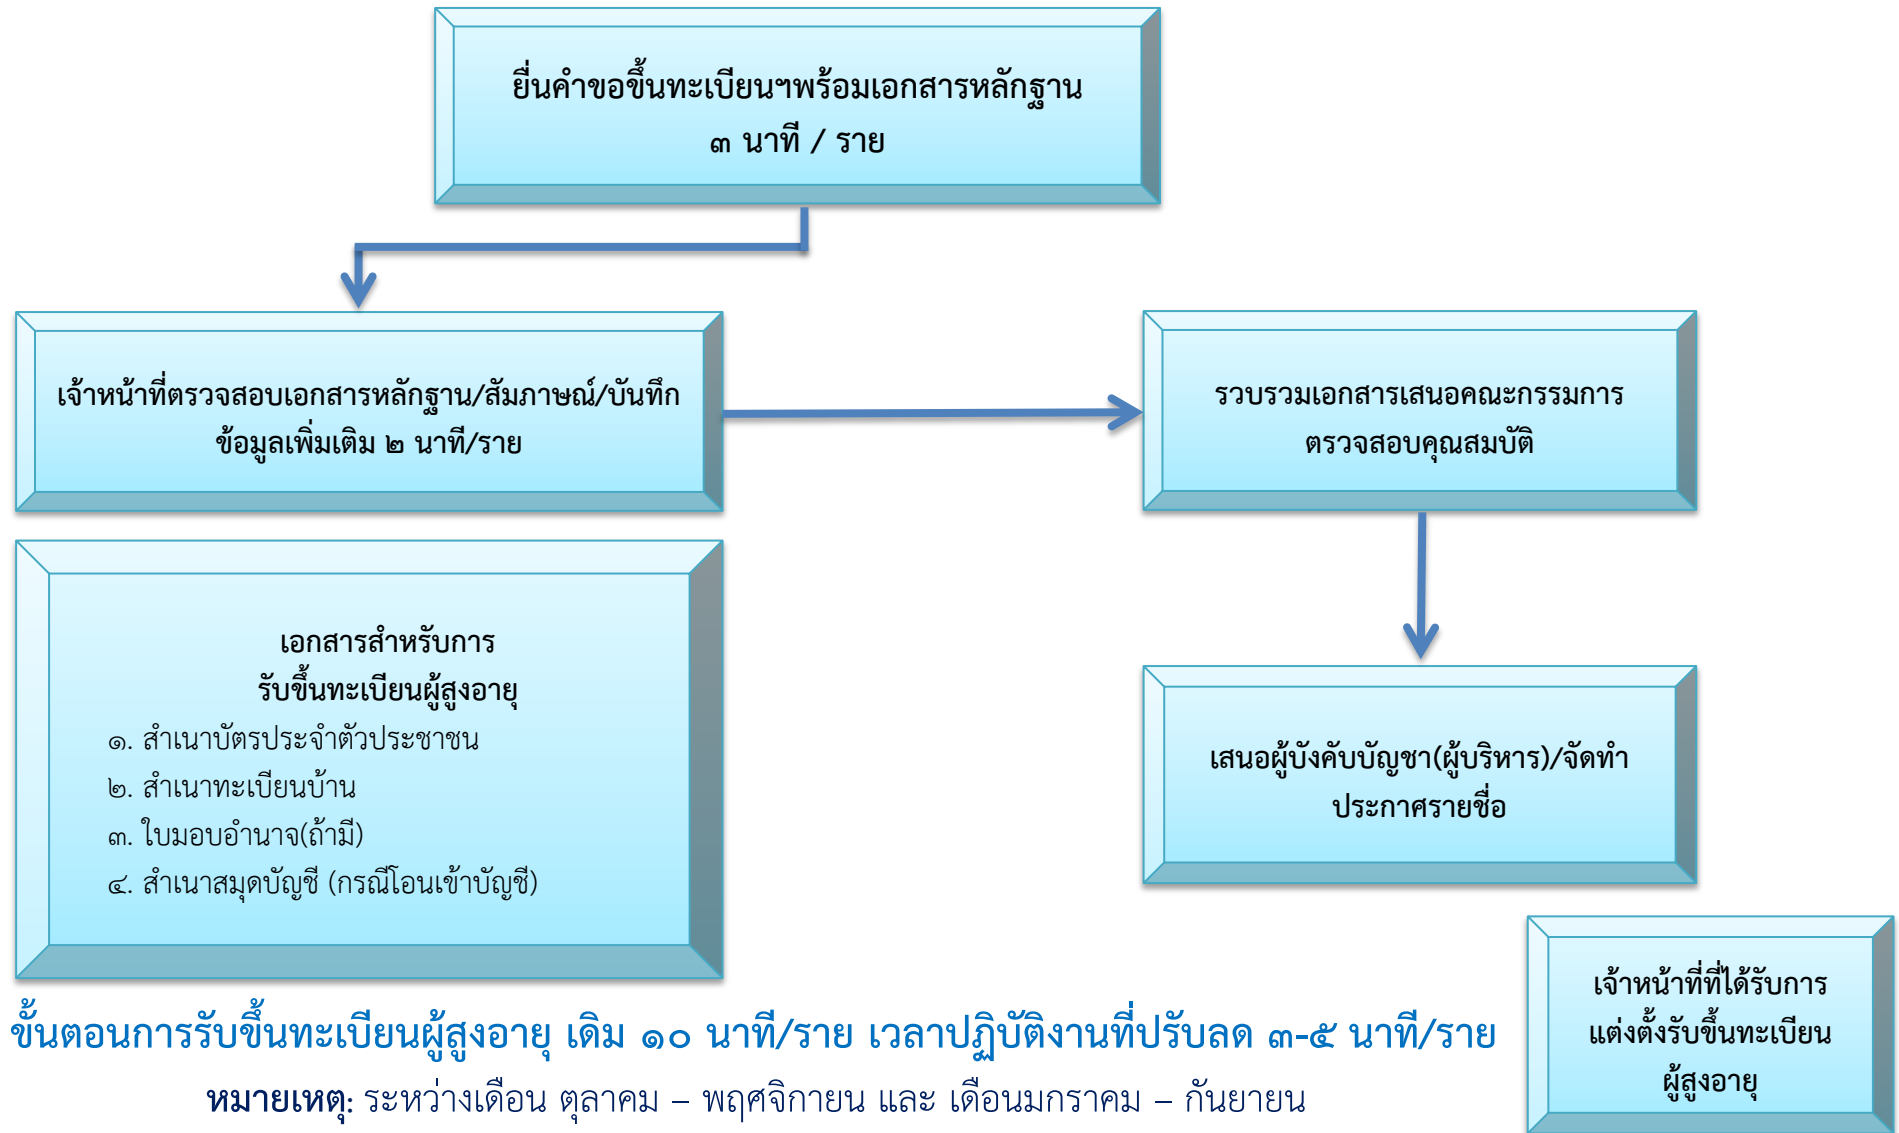 ยื่นคำขอขึ้นทะเบียนฯพร้อมเอกสารหลักฐาน
๓ นาที / ราย
เจ้าหน้าที่ตรวจสอบเอกสารหลักฐาน/สัมภาษณ์/บันทึก
ข้อมูลเพิ่มเติม ๒ นาที/ราย
รวบรวมเอกสารเสนอคณะกรรมการ
ตรวจสอบคุณสมบัติ
เอกสารสำหรับการ
รับขึ้นทะเบียนผู้สูงอายุ
๑. สำเนาบัตรประจำตัวประชาชน
๒. สำเนาทะเบียนบ้าน
๓. ใบมอบอำนาจ(ถ้ามี)
๔. สำเนาสมุดบัญชี (กรณีโอนเข้าบัญชี)
เสนอผู้บังคับบัญชา(ผู้บริหาร)/จัดทำ
ประกาศรายชื่อ
เจ้าหน้าที่ที่ได้รับการ
แต่งตั้งรับขึ้นทะเบียน
ผู้สูงอายุ
ขั้นตอนการรับขึ้นทะเบียนผู้สูงอายุ เดิม ๑๐ นาที/ราย เวลาปฏิบัติงานที่ปรับลด ๓-๕ นาที/ราย
หมายเหตุ: ระหว่างเดือน ตุลาคม – พฤศจิกายน และ เดือนมกราคม – กันยายน